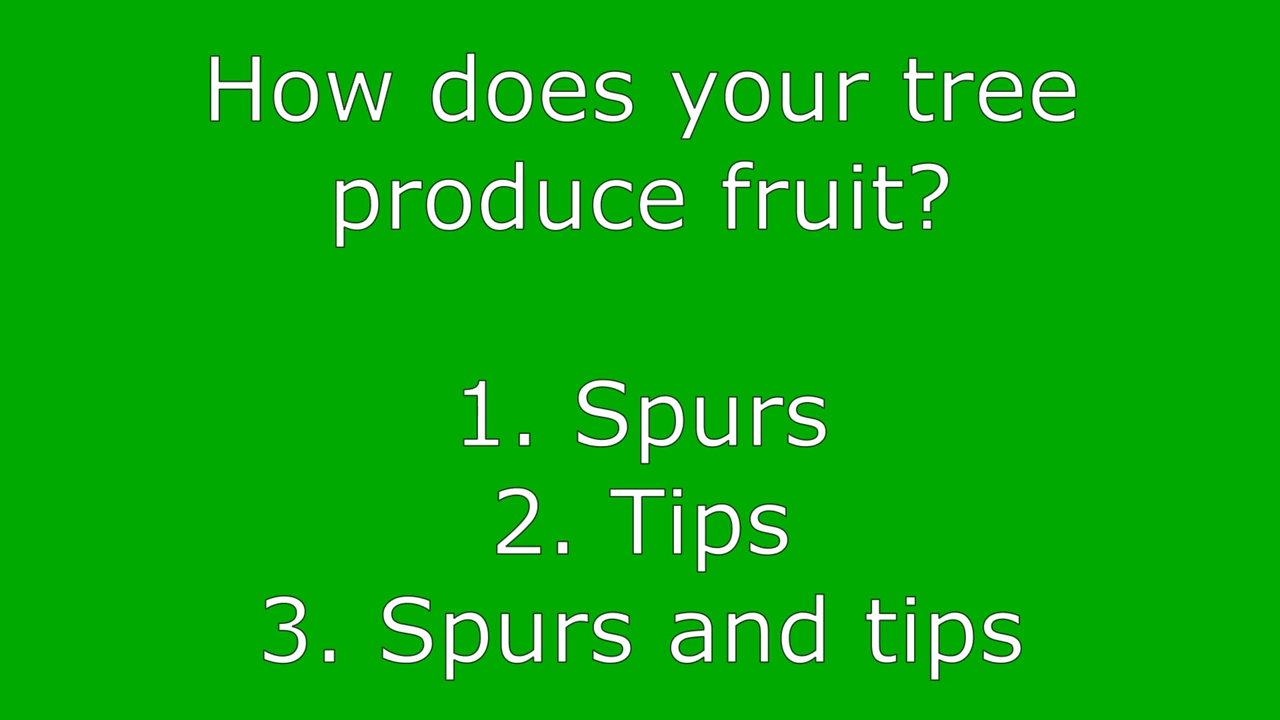 How does your tree
produce fruit?
1. Spurs
2. Tips
3. Spurs and tips